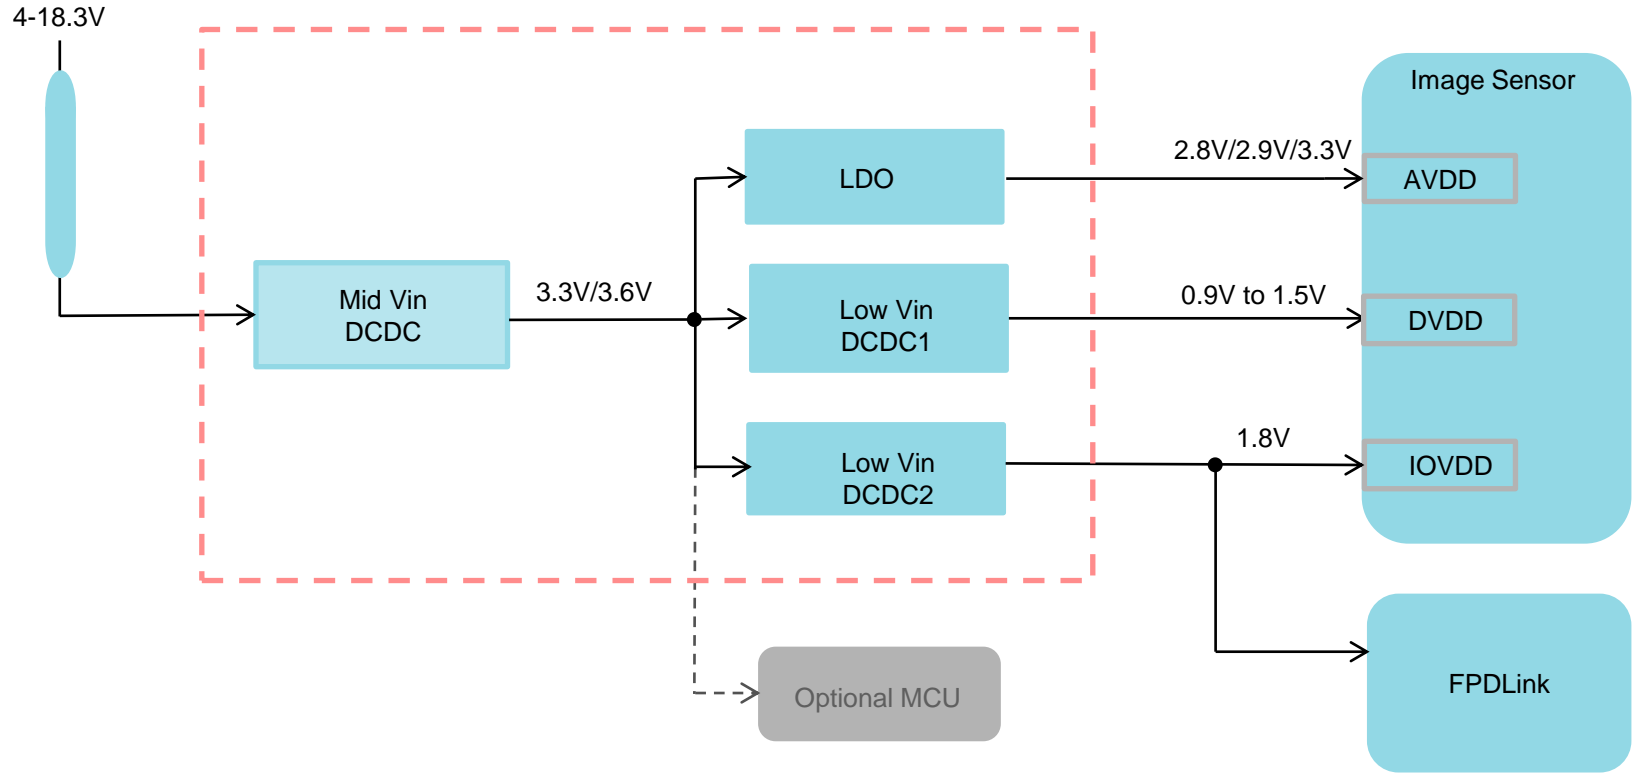 4-18.3V
Image Sensor
2.8V/2.9V/3.3V
LDO
AVDD
Mid Vin
DCDC
3.3V/3.6V
Low Vin
DCDC1
0.9V to 1.5V
DVDD
Low Vin
DCDC2
1.8V
IOVDD
Optional MCU
FPDLink